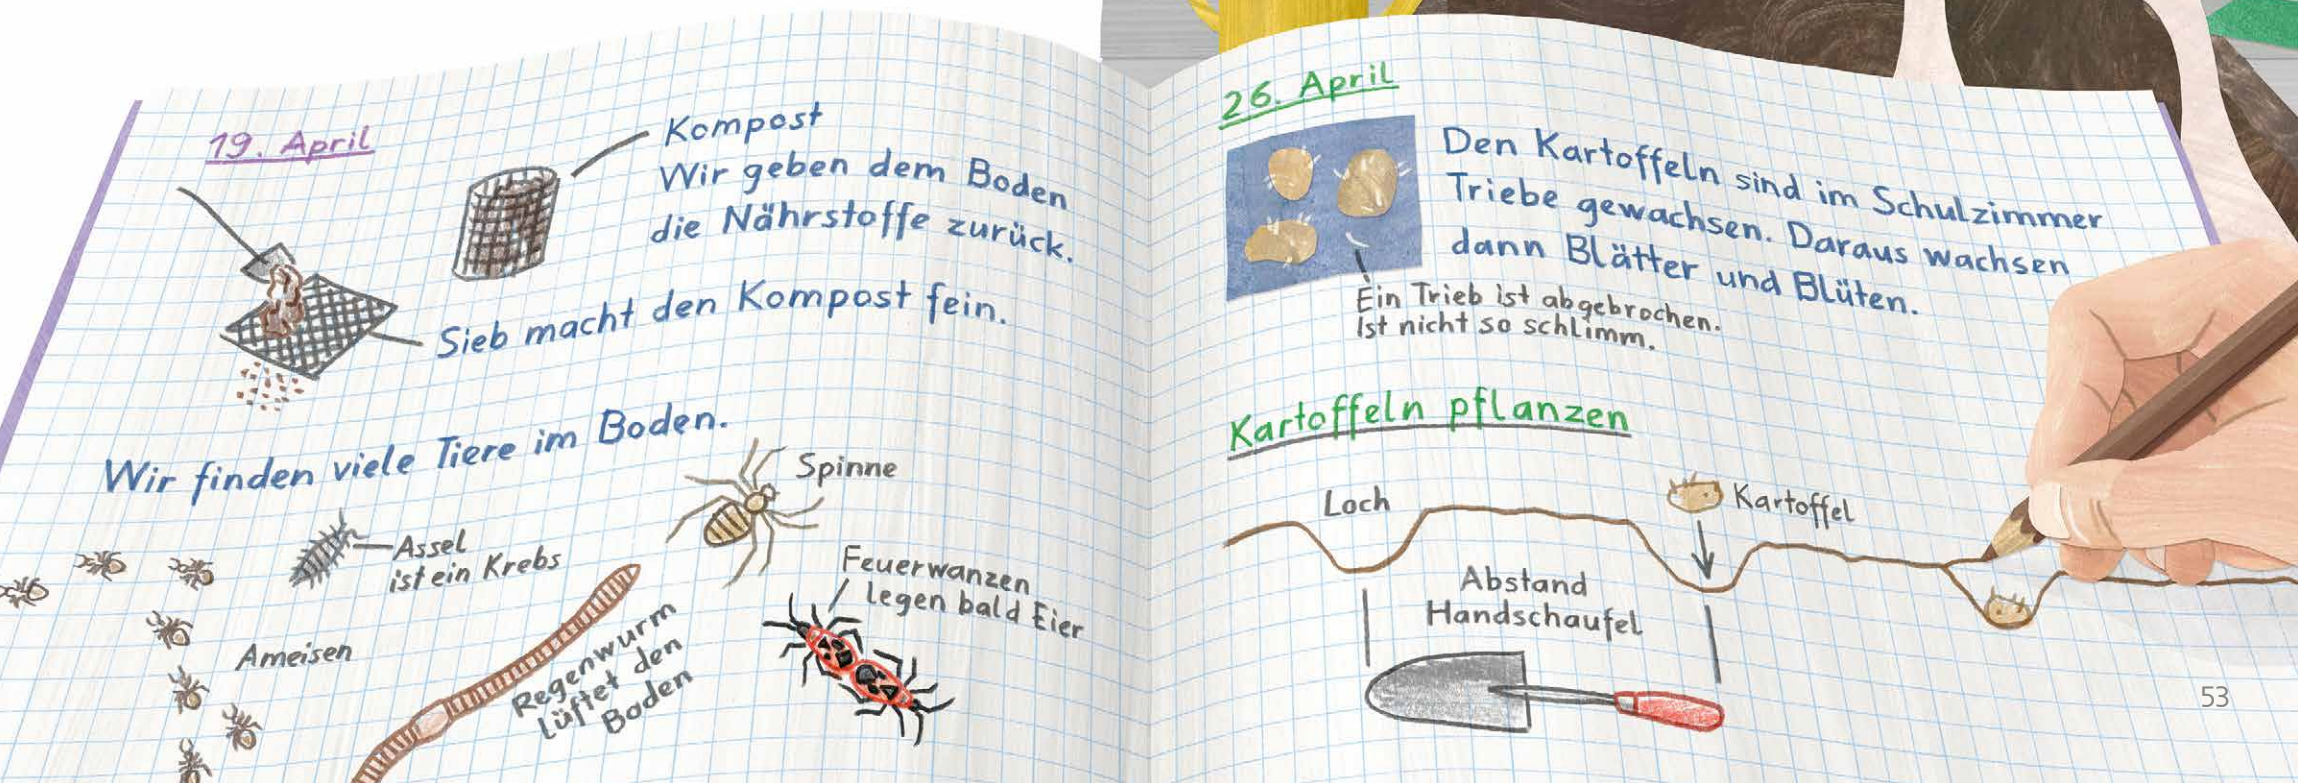 19. April
Kompost
Wir geben dem Boden
die Nährstoffe zurück.
Sieb macht den Kompost fein.
Wir finden viele Tiere im Boden.
Spinne
Assel
ist ein Krebs
Feuerwanzen
legen bald Eier
Ameisen
Regenwurm
lüftet den
Boden
26. April
Den Kartoffeln sind im Schulzimmer
Triebe gewachsen. Daraus wachsen
dann Blätter und Blüten.
Ein Trieb ist abgebrochen.
Ist nicht so schlimm.
Kartoffeln pflanzen
Loch
Kartoffel
Abstand
Handschaufel
53